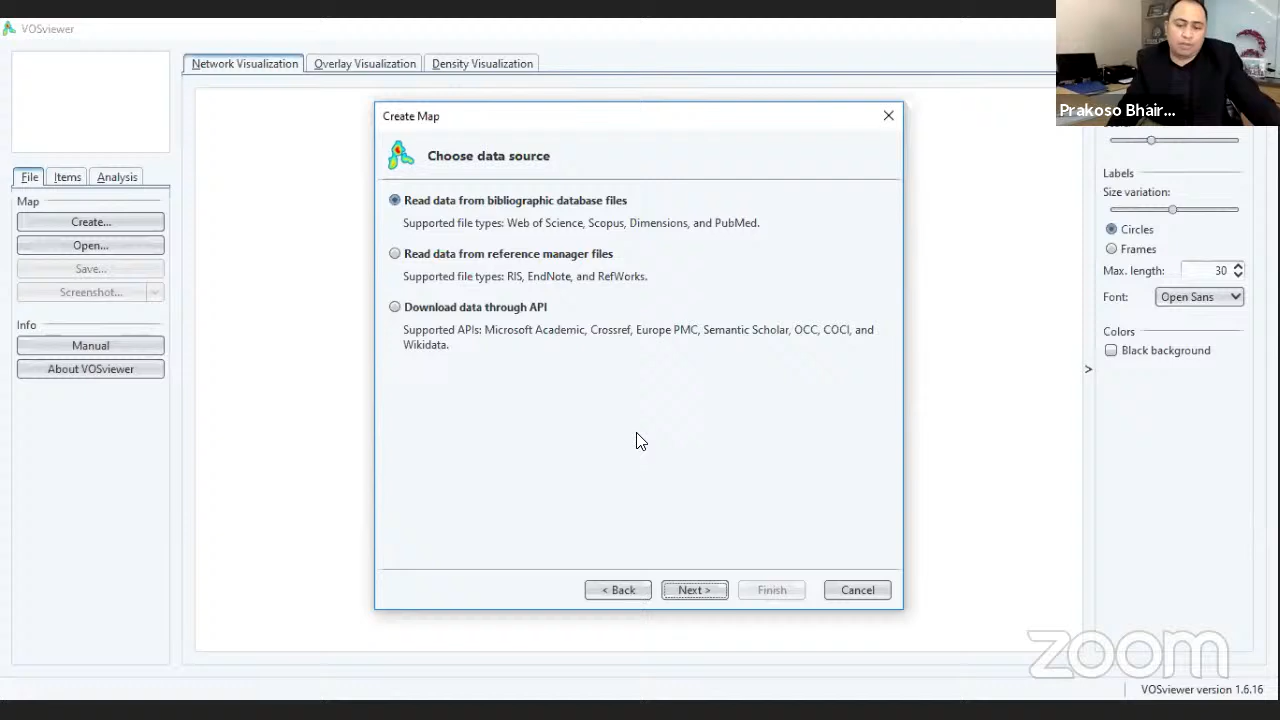 VOSviewer
Prakoso Bhair...
Network Visualization
Overlay Visualization
Density Visualization
File
Items
Analysis
Map
Create...
Open...
Save...
Screenshot...
Info
Manual
About VOSviewer
Create Map
Choose data source
Read data from bibliographic database files
Supported file types: Web of Science, Scopus, Dimensions, and PubMed.
Read data from reference manager files
Supported file types: RIS, EndNote, and RefWorks.
Download data through API
Supported APIs: Microsoft Academic, Crossref, Europe PMC, Semantic Scholar, OCC, COCI, and
Wikidata.
< Back
Next >
Finish
Cancel
>
Labels
Size variation:
Circles
Frames
Max. length: 30
Font: Open Sans
Colors
Black background
zoom
VOSviewer version 1.6.16